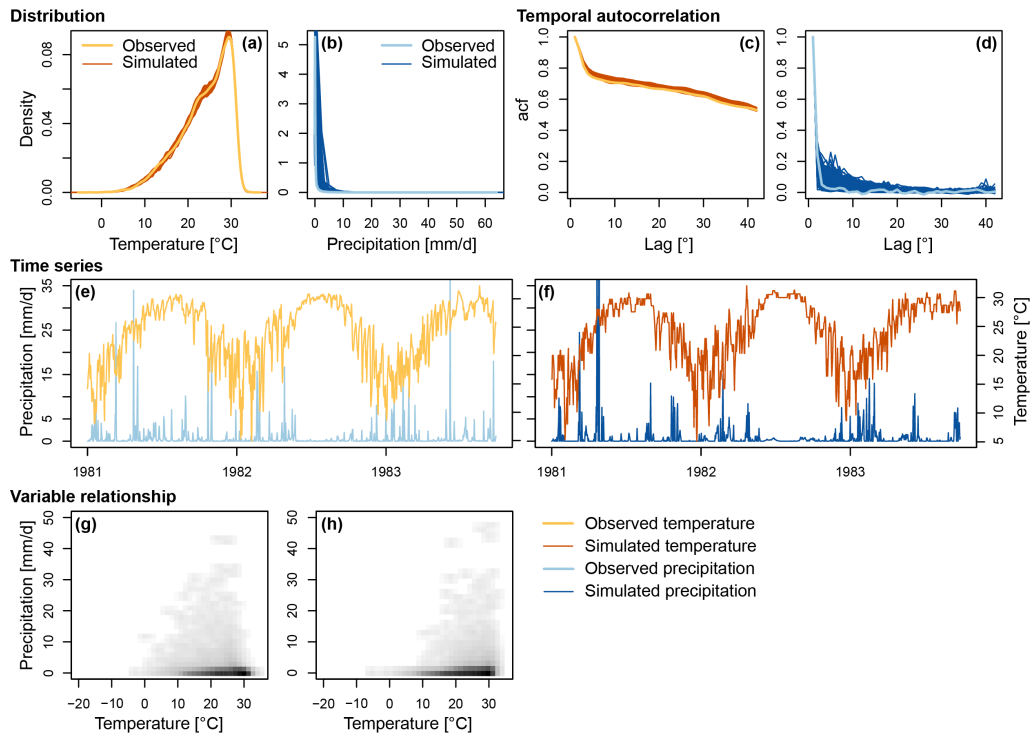 Distribution
Temporal autocorrelation
Observed
Simulated
(a)
Density
0.00
0.04
0.08
0
10
20
30
Temperature [°C]
(b)
Observed
Simulated
0
1
2
3
4
5
0 10 20 30 40 50 60
Precipitation [mm/d]
(c)
acf
0.0
0.2
0.4
0.6
0.8
1.0
0 10 20 30 40
Lag [°]
(d)
0.0
0.2
0.4
0.6
0.8
1.0
0 10 20 30 40
Lag [°]
Time series
(e)
Precipitation [mm/d]
0
5
15
25
35
1981 1982 1983
(f)
Temperature [°C]
5
10
15
20
25
30
1981 1982 1983
Variable relationship
(g)
Precipitation [mm/d]
0
10
20
30
40
50
−20 −10 0 10 20 30
Temperature [°C]
(h)
0
10
20
30
40
50
−20 −10 0 10 20 30
Temperature [°C]
Observed temperature
Simulated temperature
Observed precipitation
Simulated precipitation